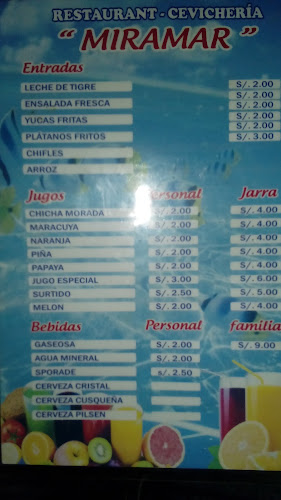 RESTAURANT - CEVICHERÍA
“ MIRAMAR ”
Entradas
LECHE DE TIGRE S/. 2.00
ENSALADA FRESCA S/. 2.00
YUCAS FRITAS S/. 2.00
PLÁTANOS FRITOS S/. 2.00
CHIFLES S/. 2.00
ARROZ S/. 3.00
Jugos Personal Jarra
CHICHA MORADA S/. 2.00 S/. 4.00
MARACUYA S/. 2.00 S/. 4.00
NARANJA S/. 2.00 S/. 4.00
PIÑA S/. 2.00 S/. 4.00
PAPAYA S/. 2.00 S/. 4.00
JUGO ESPECIAL S/. 3.00 S/. 6.00
SURTIDO S/. 2.50 S/. 5.00
MELON S/. 2.00 S/. 4.00
Bebidas Personal familia
GASEOSA S/. 2.00 S/. 9.00
AGUA MINERAL S/. 2.00
SPORADE s/. 2.50
CERVEZA CRISTAL
CERVEZA CUSQUEÑA
CERVEZA PILSEN